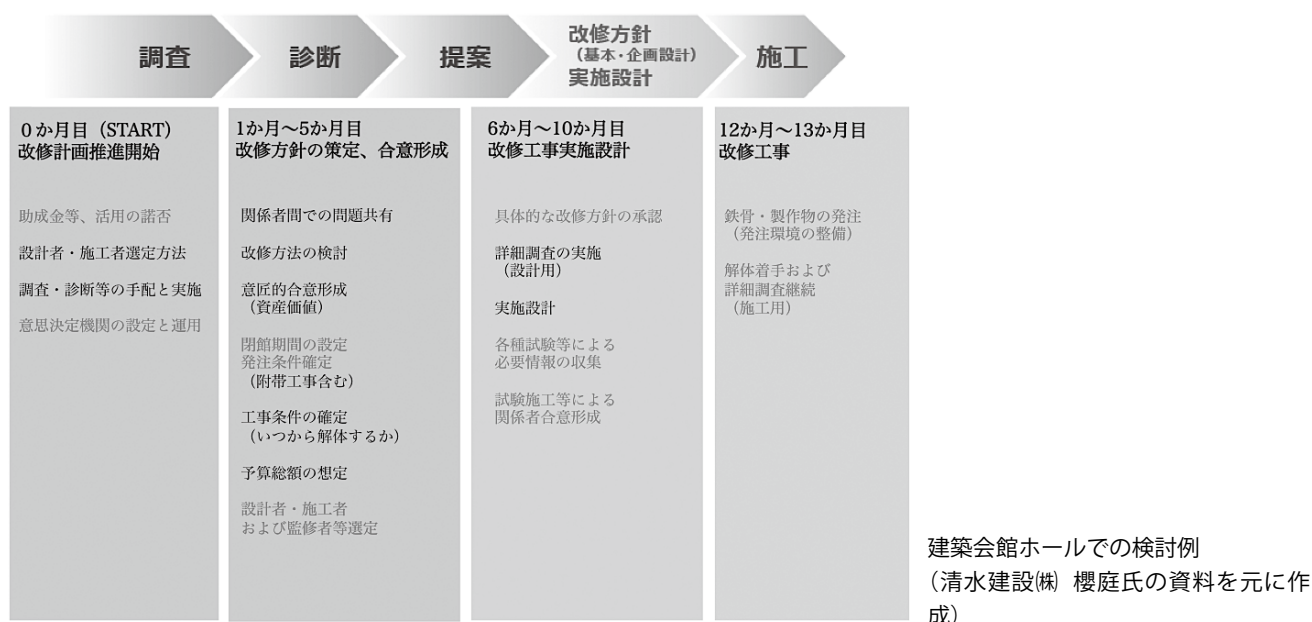 調査
診断
提案
改修方針
（基本・企画設計）
実施設計
施工
0か月目（START）
改修計画推進開始
助成金等、活用の諾否
設計者・施工者選定方法
調査・診断等の手配と実施
意思決定機関の設定と運用
1か月～5か月目
改修方針の策定、合意形成
関係者間での問題共有
改修方法の検討
意匠的合意形成
（資産価値）
閉館期間の設定
発注条件確定
（附帯工事含む）
工事条件の確定
（いつから解体するか）
予算総額の想定
設計者・施工者
および監修者等選定
6か月～10か月目
改修工事実施設計
具体的な改修方針の承認
詳細調査の実施
（設計用）
実施設計
各種試験等による
必要情報の収集
試験施工等による
関係者合意形成
12か月～13か月目
改修工事
鉄骨・製作物の発注
（発注環境の整備）
解体着手および
詳細調査継続
（施工用）
建築会館ホールでの検討例
（清水建設㈱ 櫻庭氏の資料を元に作
成）